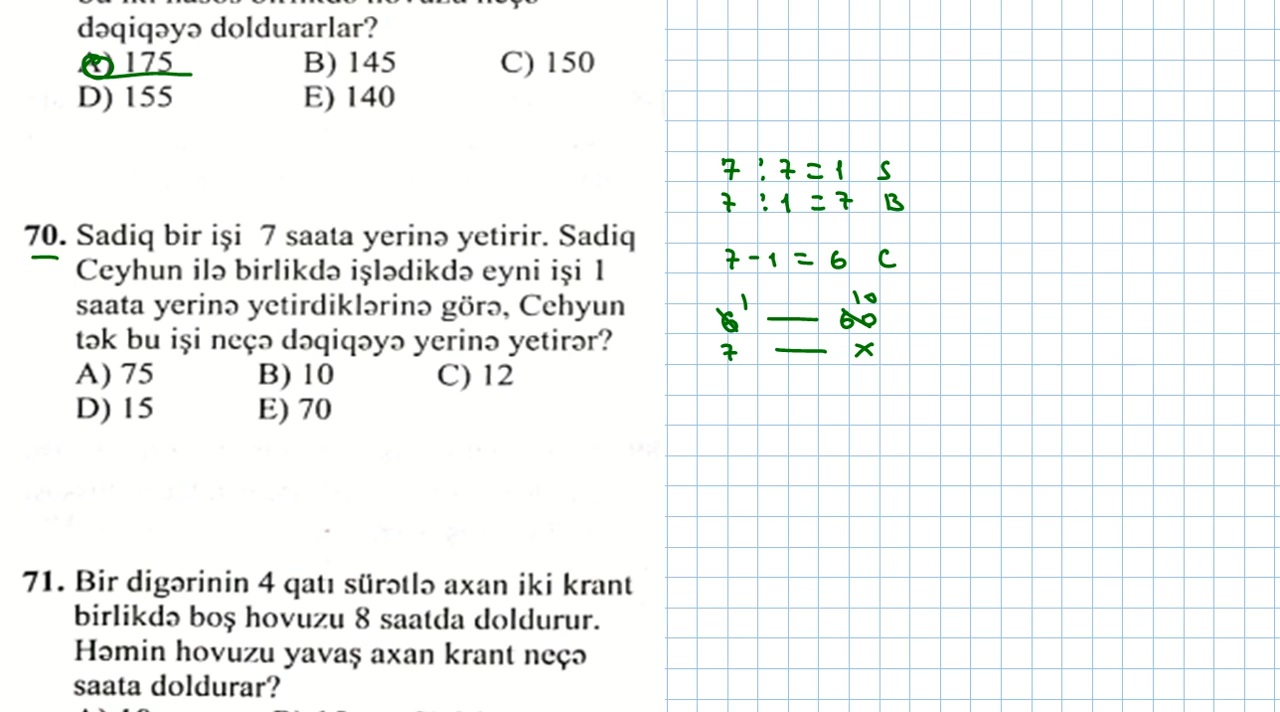 dəqiqəyə doldurarlar?
A) 175 B) 145 C) 150
D) 155 E) 140
70. Sadiq bir işi 7 saata yerinə yetirir. Sadiq
Ceyhun ilə birlikdə işlədikdə eyni işi 1
saata yerinə yetirdiklərinə görə, Cehyun
tək bu işi neçə dəqiqəyə yerinə yetirər?
A) 75 B) 10 C) 12
D) 15 E) 70
71. Bir digərinin 4 qatı sürətlə axan iki krant
birlikdə boş hovuzu 8 saatda doldurur.
Həmin hovuzu yavaş axan krant neçə
saata doldurar?
7 : 7 = 1 S
7 : 1 = 7 B
7 - 1 = 6 C
1 10
6 — 60
7 — x